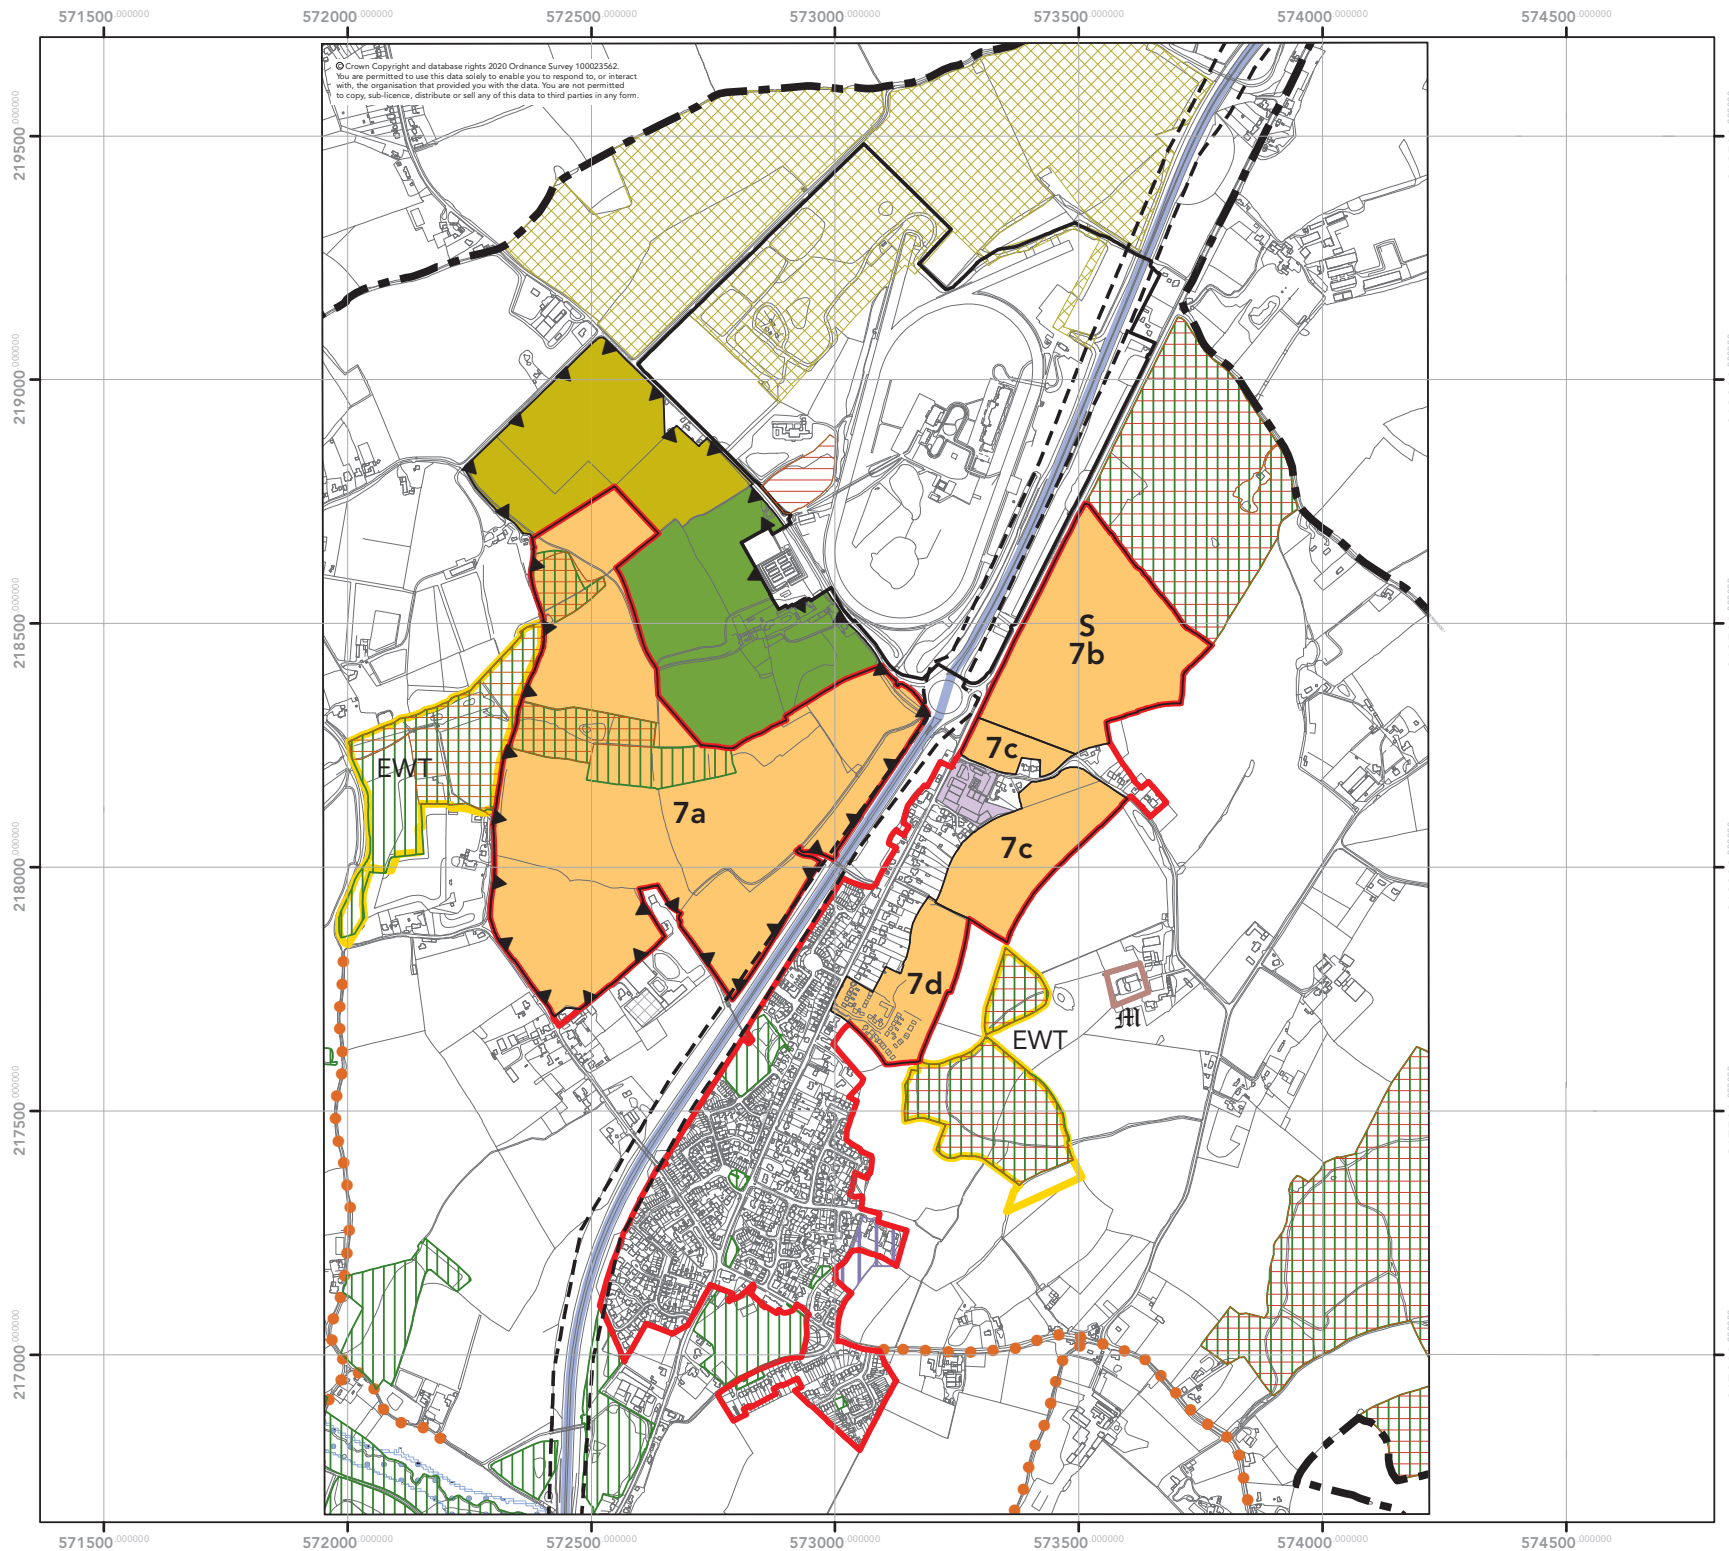 571500.000000 572000.000000 572500.000000 573000.000000 573500.000000 574000.000000 574500.000000
© Crown Copyright and database rights 2020 Ordnance Survey 100023562.
You are permitted to use this data solely to enable you to respond to, or interact
with, the organisation that provided you with the data. You are not permitted
to copy, sub-licence, distribute or sell any of this data to third parties in any form.
219500.000000
219000.000000
218500.000000
S
7b
7c
EWT
7a
7c
218000.000000
7d
M
EWT
217500.000000
217000.000000
571500.000000 572000.000000 572500.000000 573000.000000 573500.000000 574000.000000 574500.000000